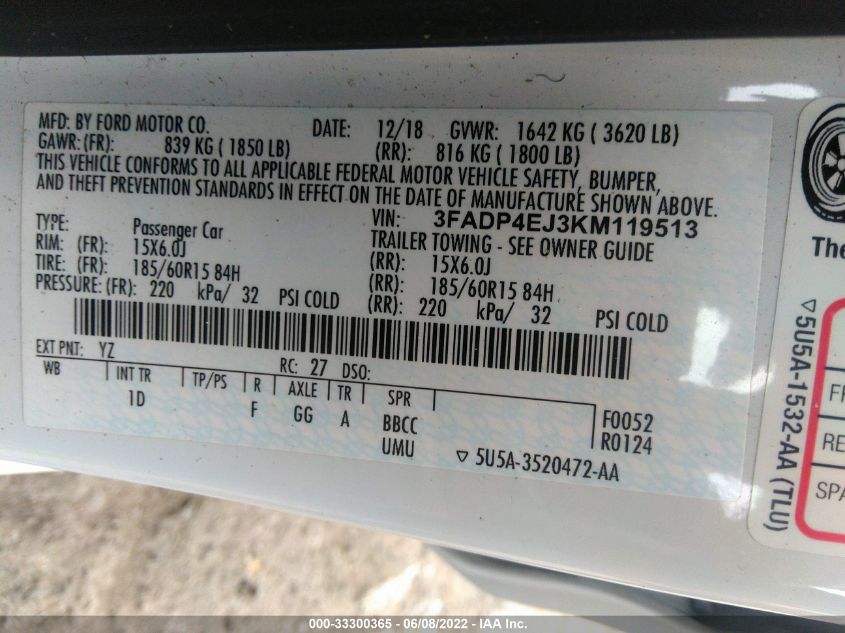 MFD. BY FORD MOTOR CO. DATE: 12/18 GVWR: 1642 KG ( 3620 LB)
GAWR: (FR): 839 KG ( 1850 LB) (RR): 816 KG ( 1800 LB)
THIS VEHICLE CONFORMS TO ALL APPLICABLE FEDERAL MOTOR VEHICLE SAFETY, BUMPER,
AND THEFT PREVENTION STANDARDS IN EFFECT ON THE DATE OF MANUFACTURE SHOWN ABOVE.
VIN: 3FADP4EJ3KM119513
TYPE: Passenger Car TRAILER TOWING - SEE OWNER GUIDE
RIM: (FR): 15X6.0J (RR): 15X6.0J
TIRE: (FR): 185/60R15 84H (RR): 185/60R15 84H
PRESSURE: (FR): 220 kPa/ 32 PSI COLD (RR): 220 kPa/ 32 PSI COLD
EXT PNT: YZ RC: 27 DSO:
WB INT TR TP/PS R AXLE TR SPR
1D F GG A BBCC F0052
UMU R0124
▽ 5U5A-3520472-AA
The
▽5U5A-1532-AA (TLU)
FR
RE
SPA
000-33300365 - 06/08/2022 - IAA Inc.